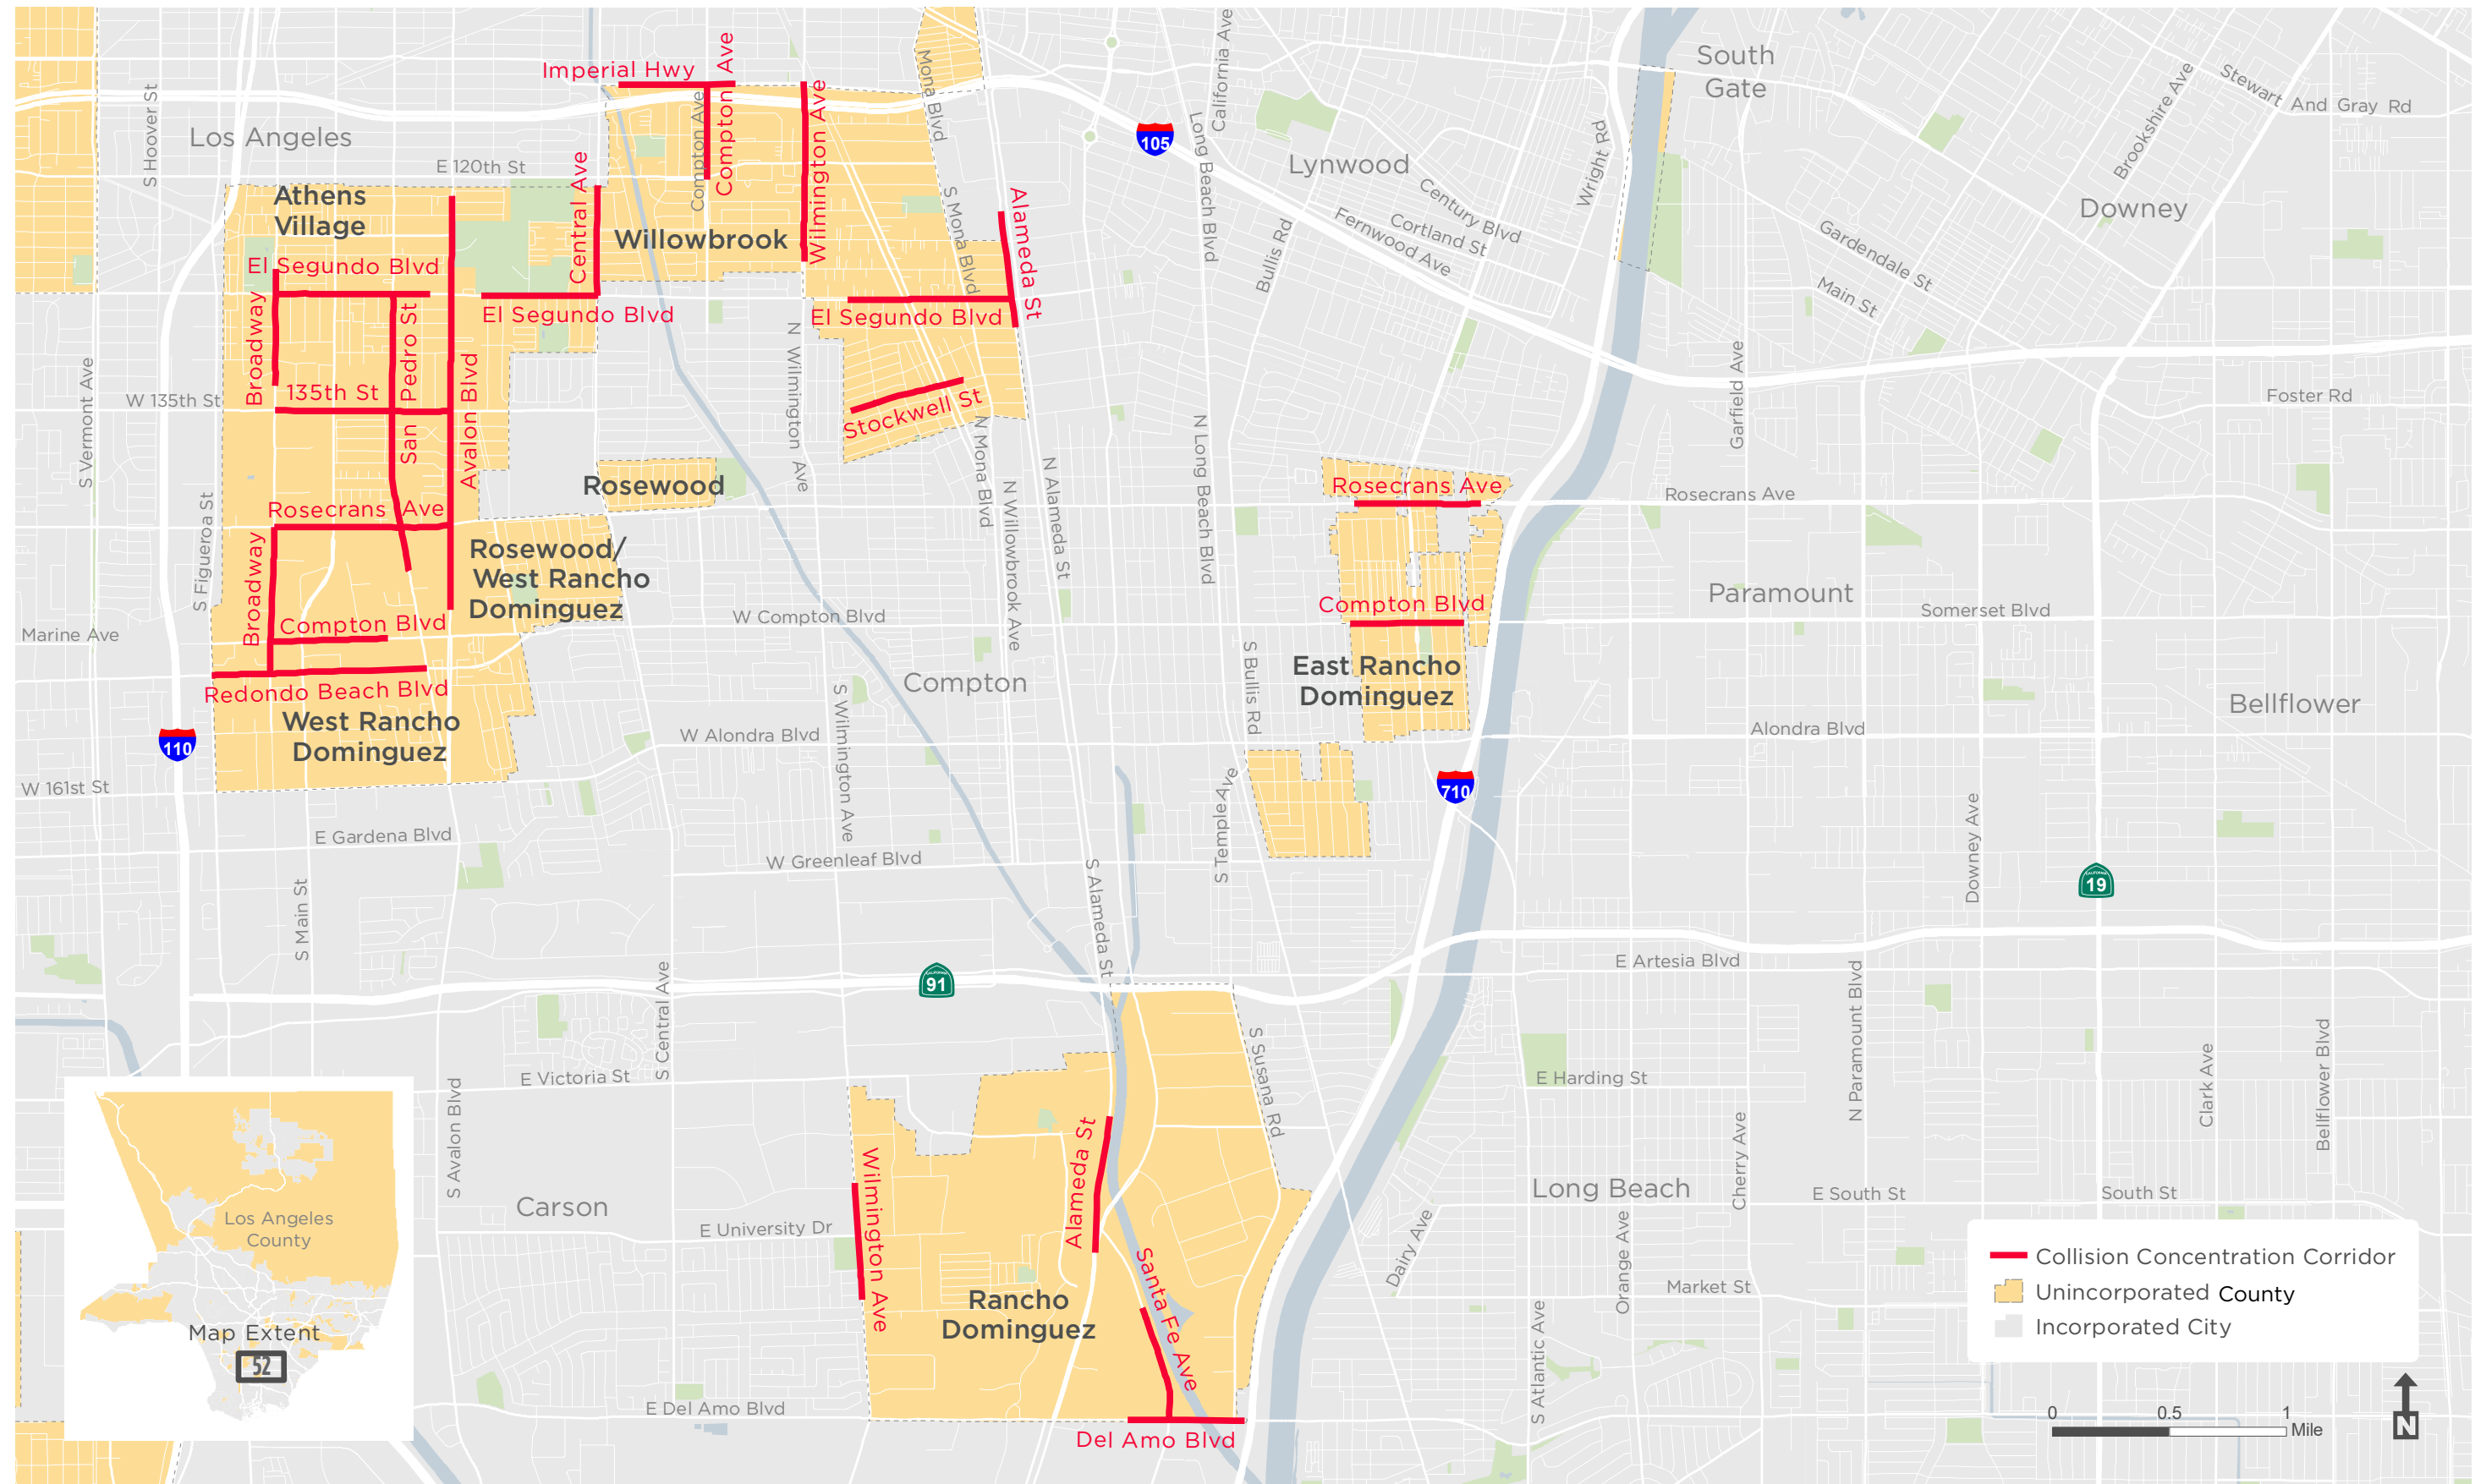 South
Gate
Stewart And Gray Rd
Brookshire Ave
California Ave
Imperial Hwy
Compton Ave
Compton Ave
Wilmington Ave
Mona Blvd
S Hoover St
Los Angeles
105
Long Beach Blvd
Lynwood
Wright Rd
E 120th St
Athens
Village
Central Ave
Willowbrook
S Mona Blvd
Alameda St
Bullis Rd
Century Blvd
Cortland St
Fernwood Ave
Downey
Gardendale St
Main St
El Segundo Blvd
El Segundo Blvd
El Segundo Blvd
Broadway
San Pedro St
Avalon Blvd
135th St
W 135th St
S Vermont Ave
N Wilmington Ave
Stockwell St
N Long Beach Blvd
Garfield Ave
Foster Rd
Rosewood
N Mona Blvd
N Willowbrook Ave
N Alameda St
Rosecrans Ave
Rosecrans Ave
Rosecrans Ave
S Figueroa St
Rosewood/
West Rancho
Dominguez
Broadway
Compton Blvd
W Compton Blvd
Compton Blvd
Paramount
Somerset Blvd
Marine Ave
Redondo Beach Blvd
West Rancho
Dominguez
Compton
East Rancho
Dominguez
S Bullis Rd
Bellflower
110
W Alondra Blvd
Alondra Blvd
S Wilmington Ave
W 161st St
710
S Temple Ave
E Gardena Blvd
W Greenleaf Blvd
Downey Ave
CALIFORNIA
19
S Main St
S Alameda St
E Artesia Blvd
CALIFORNIA
91
S Central Ave
N Paramount Blvd
S Susana Rd
Clark Ave
Bellflower Blvd
E Victoria St
E Harding St
S Avalon Blvd
Alameda St
Wilmington Ave
Cherry Ave
Carson
Long Beach
E South St
South St
E University Dr
Dairy Ave
Orange Ave
Santa Fe Ave
Market St
Rancho
Dominguez
S Atlantic Ave
E Del Amo Blvd
Del Amo Blvd
Los Angeles
County
Map Extent
52
Collision Concentration Corridor
Unincorporated County
Incorporated City
0 0.5 1
Mile
N